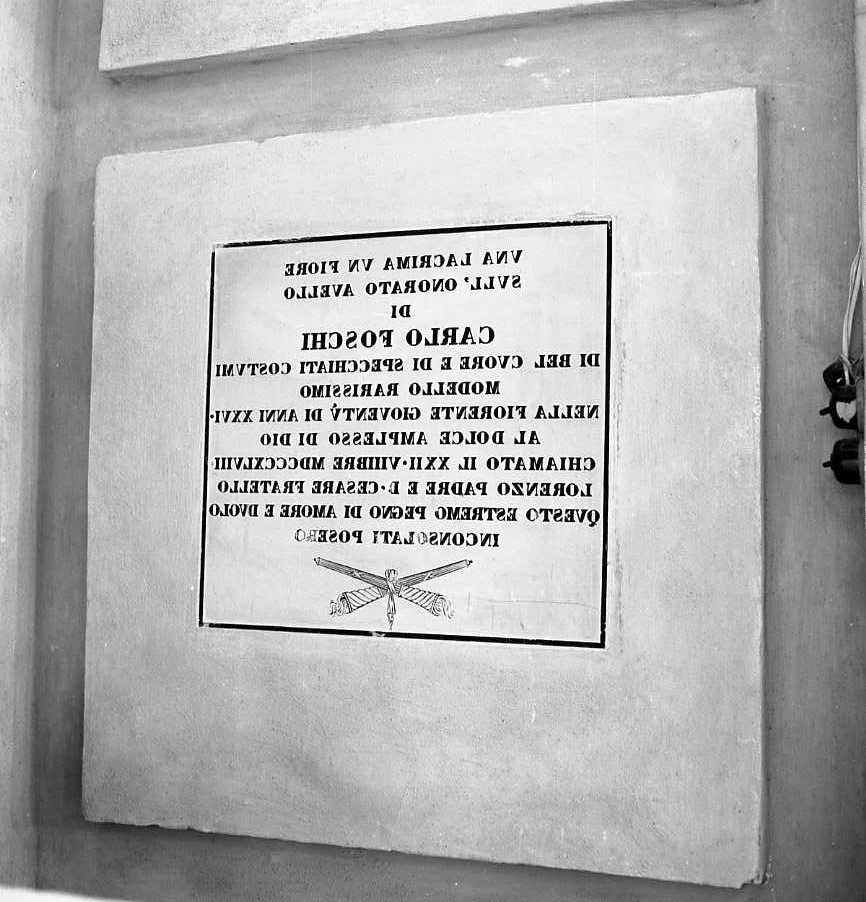 VNA LACRIMA VN FIORE
SVLL' ONORATO AVELLO
DI
CARLO FOSCHI
DI BEL CVORE E DI SPECCHIATI COSTVMI
MODELLO RARISSIMO
NELLA FIORENTE GIOVENTV̀ DI ANNI XXVI·
AL DOLCE AMPLESSO DI DIO
CHIAMATO IL XXII·VIIIBRE MDCCCXLVIII
LORENZO PADRE E D·CESARE FRATELLO
QVESTO ESTREMO PEGNO DI AMORE E DVOLO
INCONSOLATI POSERO